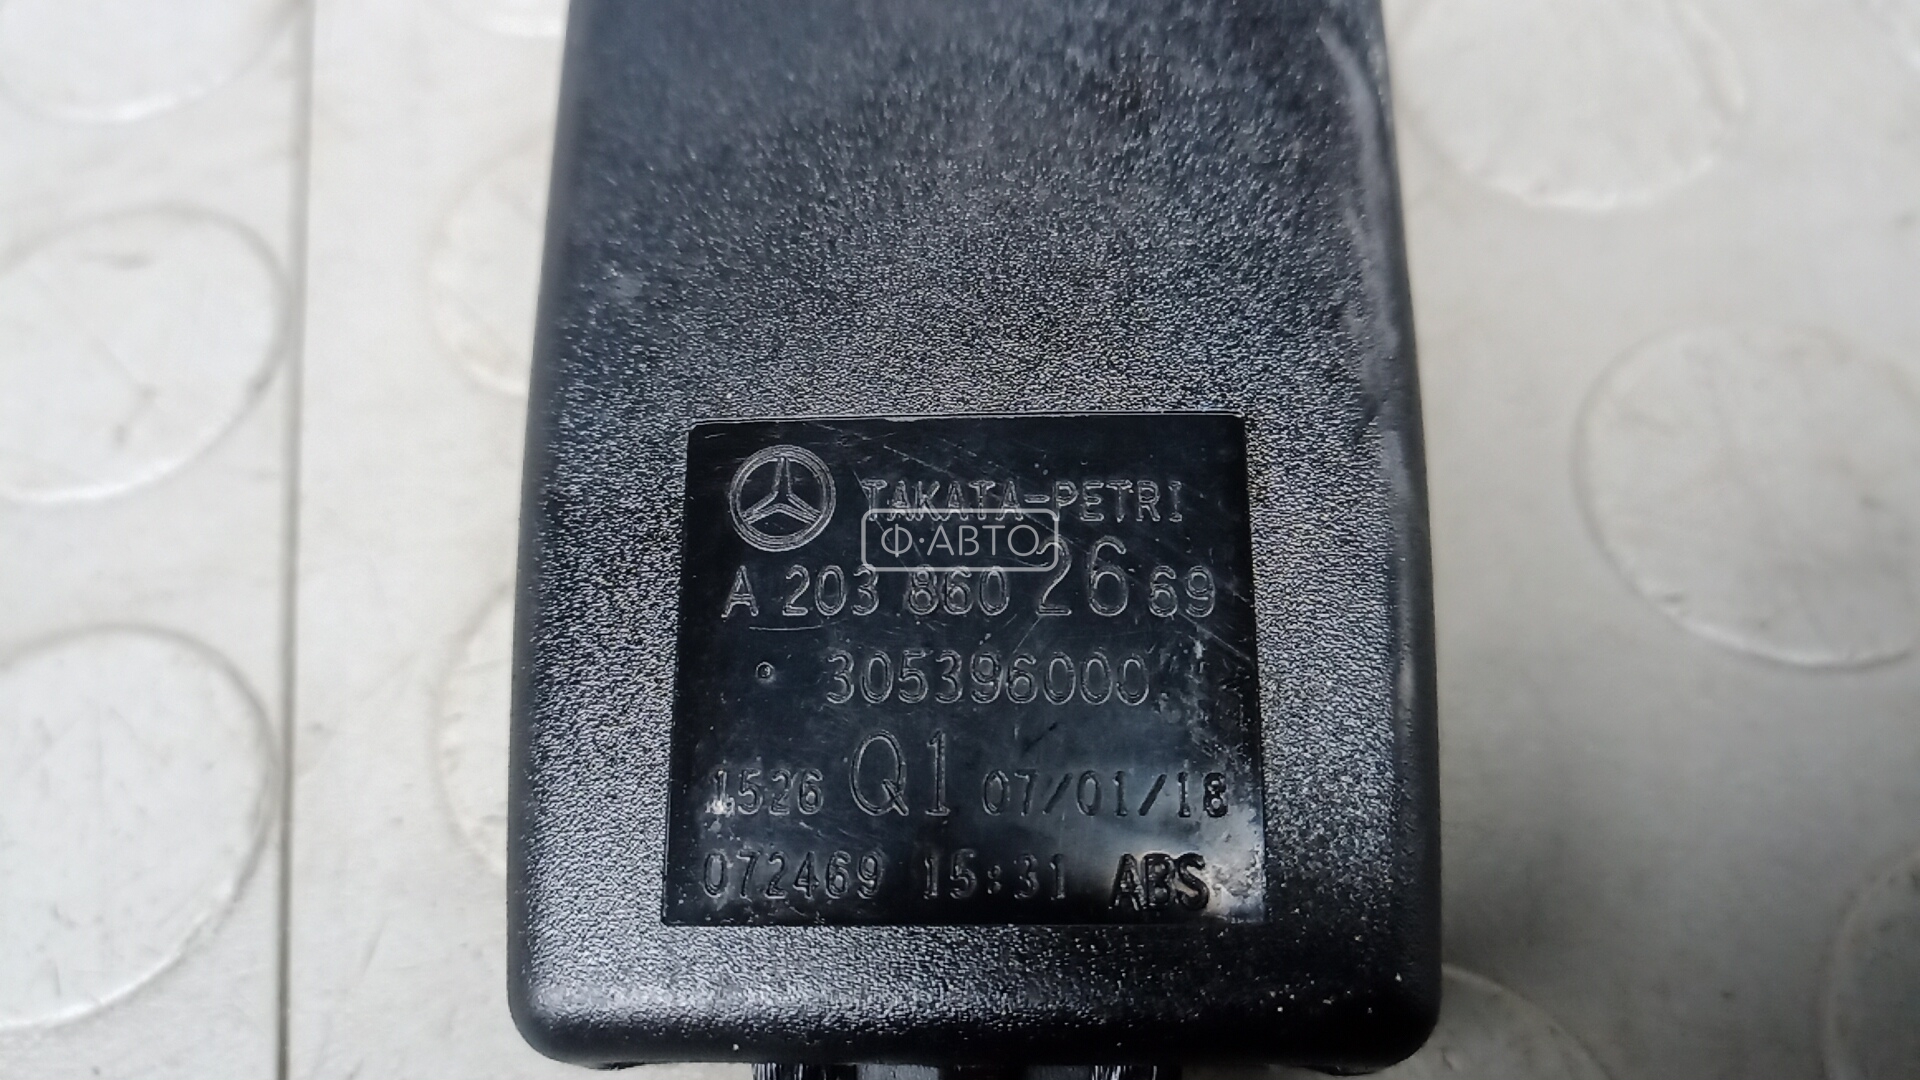 TAKATA-PETRI
Ф·АВТО
A 203 860 26 69
305396000
1526 Q1 07/01/18
072469 15:31 ABS